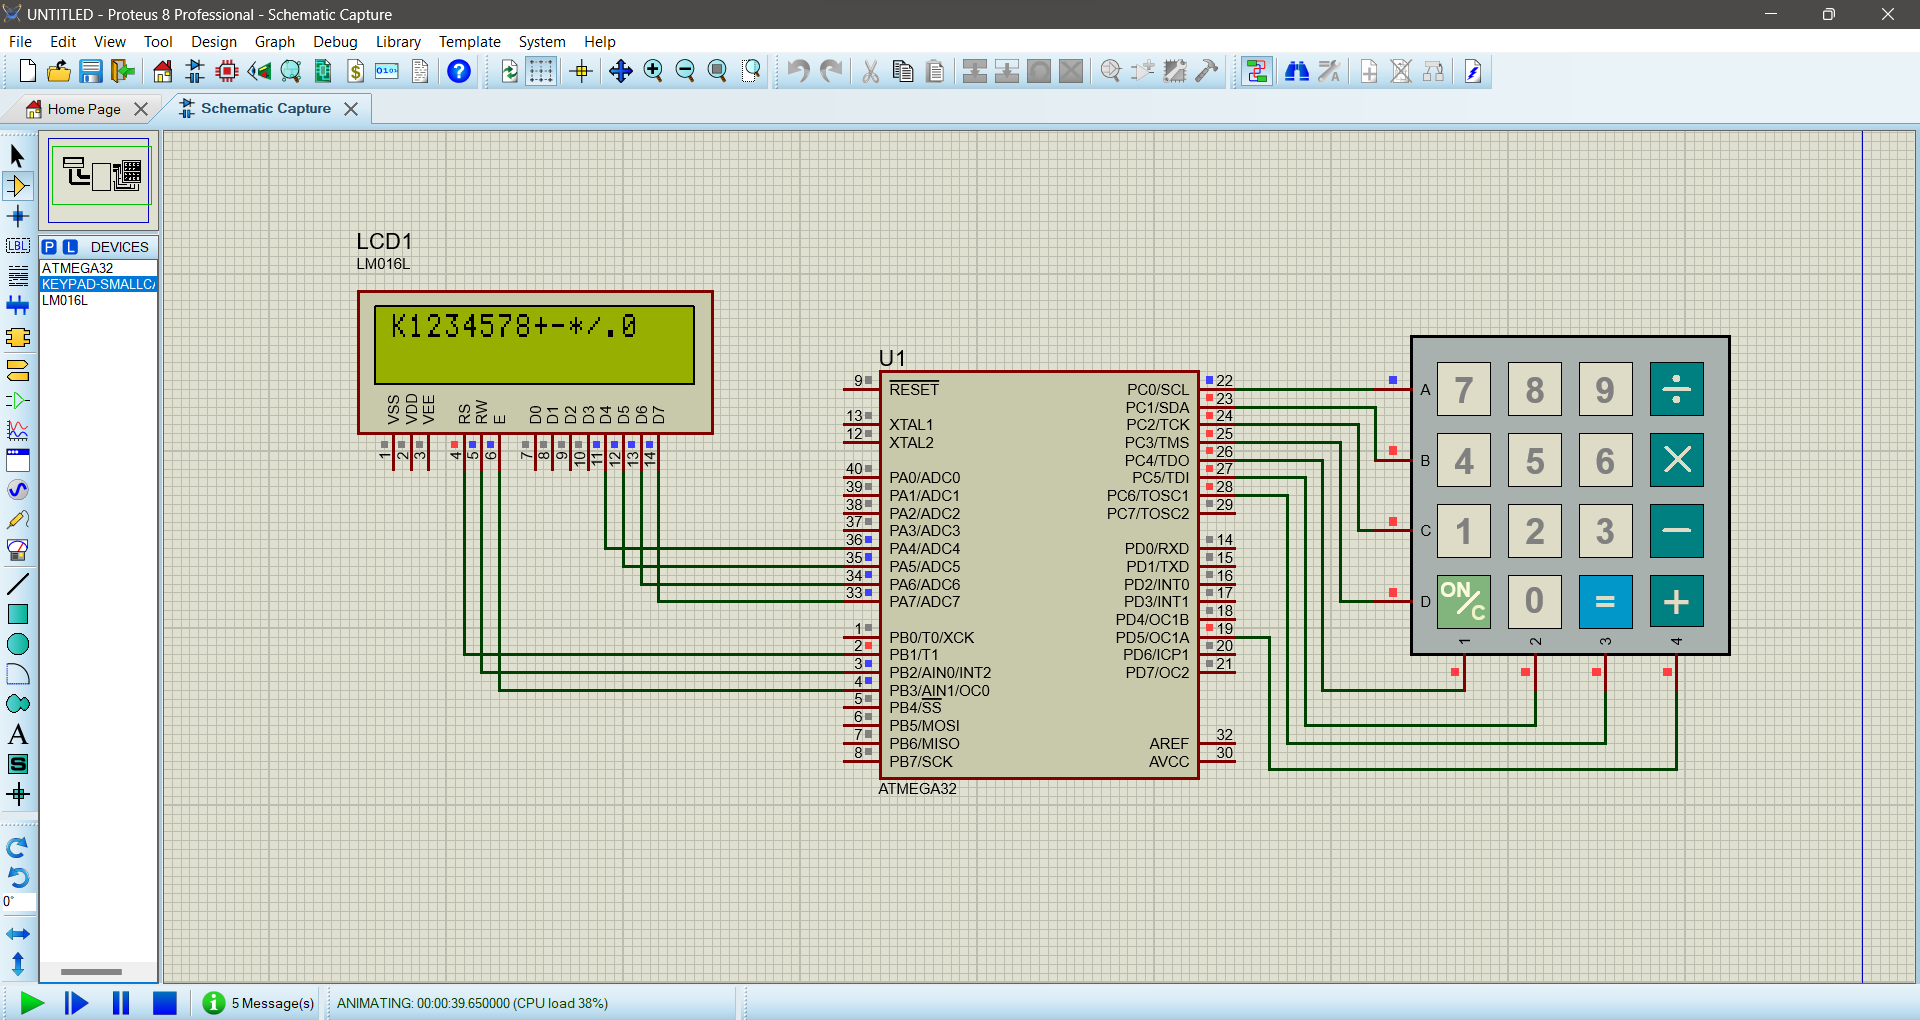 UNTITLED - Proteus 8 Professional - Schematic Capture
File Edit View Tool Design Graph Debug Library Template System Help
Home Page Schematic Capture
P L DEVICES
ATMEGA32
KEYPAD-SMALLCA
LM016L
LBL
A
S
0°
LCD1
LM016L
K1234578+-*/.0
VSS VDD VEE RS RW E D0 D1 D2 D3 D4 D5 D6 D7
1 2 3 4 5 6 7 8 9 10 11 12 13 14
U1
9 RESET
13 XTAL1
12 XTAL2
40 PA0/ADC0
39 PA1/ADC1
38 PA2/ADC2
37 PA3/ADC3
36 PA4/ADC4
35 PA5/ADC5
34 PA6/ADC6
33 PA7/ADC7
1 PB0/T0/XCK
2 PB1/T1
3 PB2/AIN0/INT2
4 PB3/AIN1/OC0
5 PB4/SS
6 PB5/MOSI
7 PB6/MISO
8 PB7/SCK
PC0/SCL 22
PC1/SDA 23
PC2/TCK 24
PC3/TMS 25
PC4/TDO 26
PC5/TDI 27
PC6/TOSC1 28
PC7/TOSC2 29
PD0/RXD 14
PD1/TXD 15
PD2/INT0 16
PD3/INT1 17
PD4/OC1B 18
PD5/OC1A 19
PD6/ICP1 20
PD7/OC2 21
AREF 32
AVCC 30
ATMEGA32
A 7 8 9 ÷
B 4 5 6 ×
C 1 2 3 −
D ON/C 0 = +
1 2 3 4
5 Message(s) ANIMATING: 00:00:39.650000 (CPU load 38%)